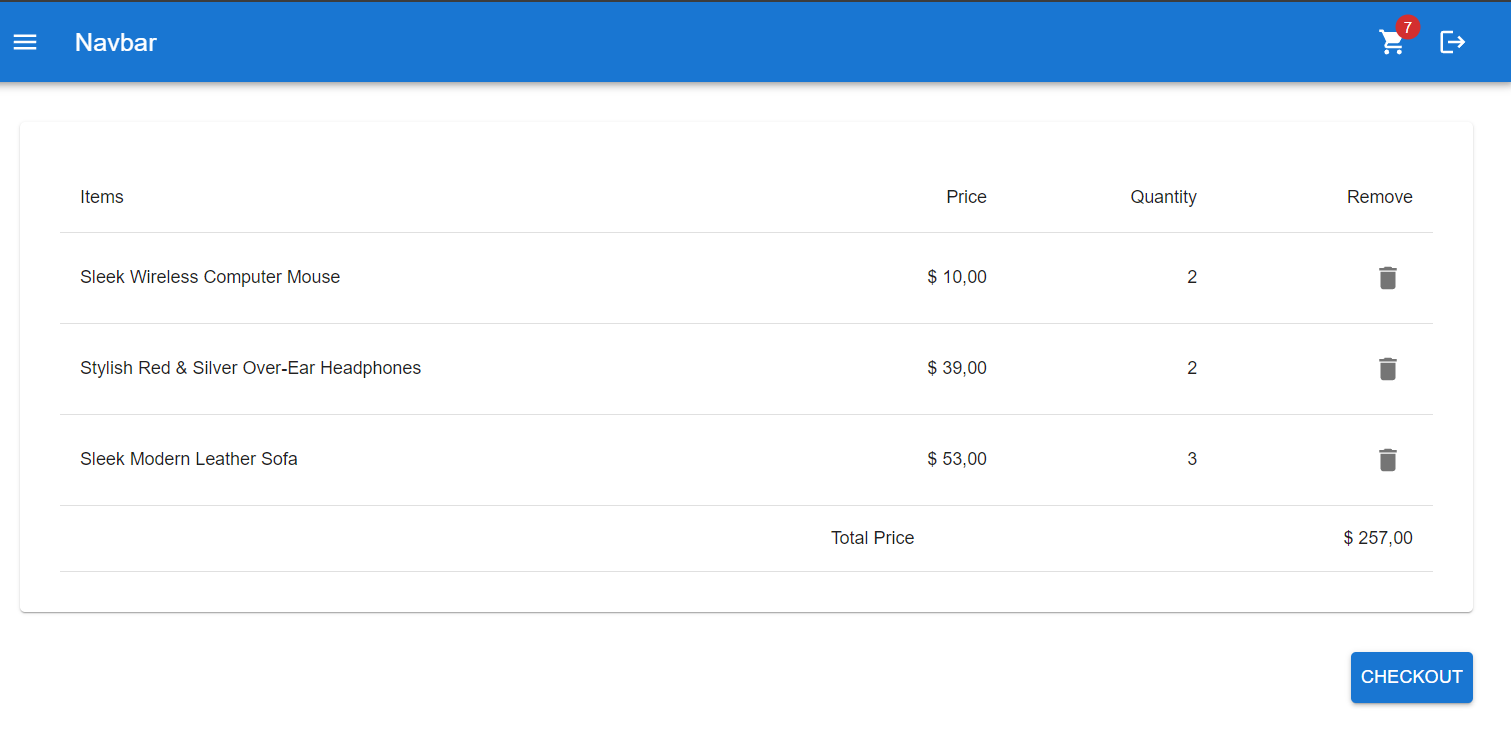 Navbar 7
Items Price Quantity Remove
Sleek Wireless Computer Mouse $ 10,00 2
Stylish Red & Silver Over-Ear Headphones $ 39,00 2
Sleek Modern Leather Sofa $ 53,00 3
Total Price $ 257,00
CHECKOUT